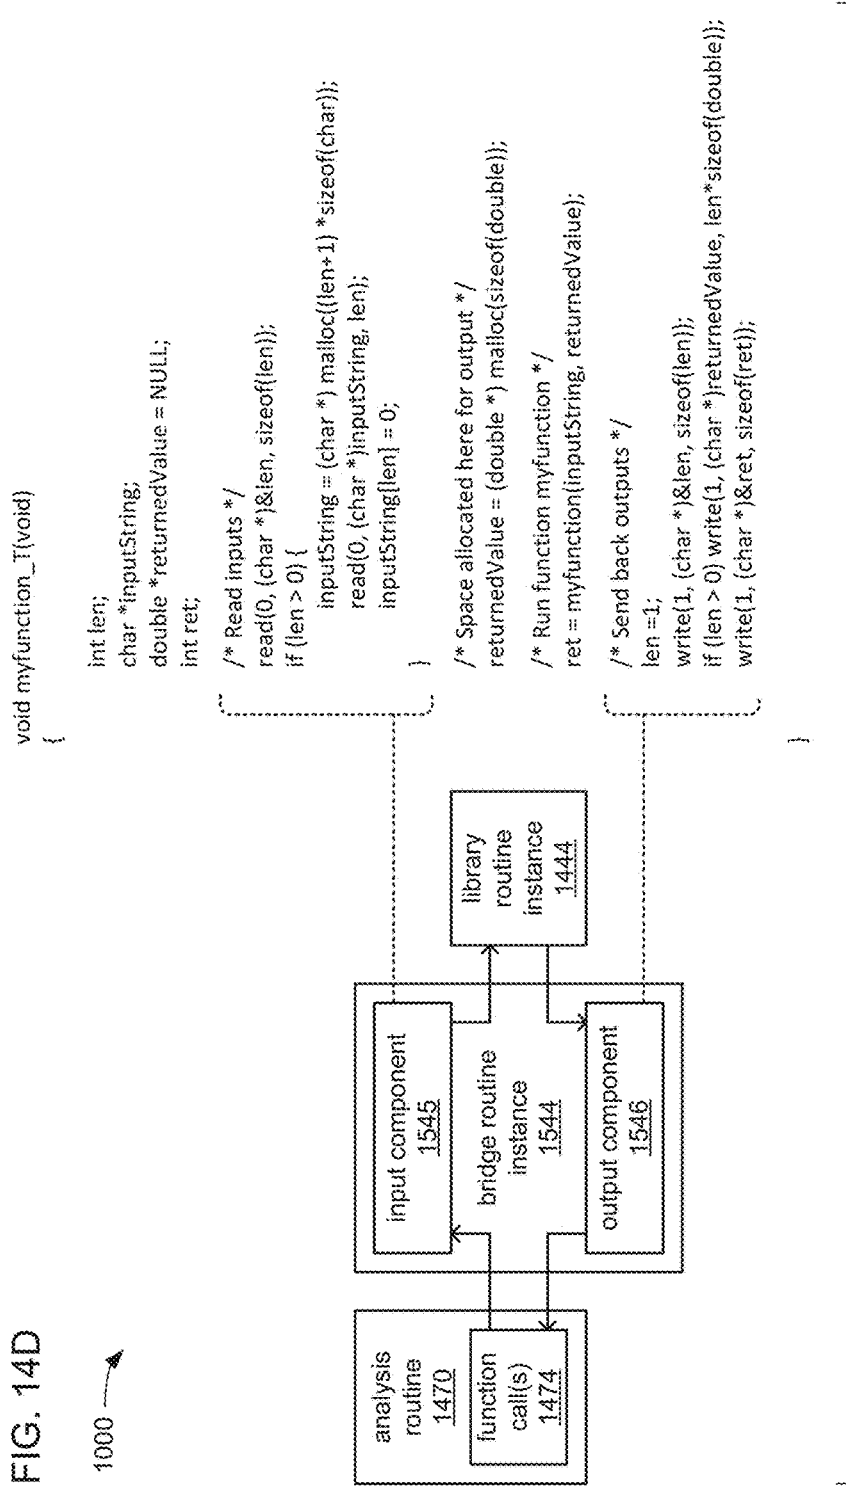 FIG. 14D
1000
analysis
routine
1470
function
call(s)
1474
input component
1545
bridge routine
instance
1544
output component
1546
library
routine
instance
1444
void myfunction_T(void)
{
int len;
char *inputString;
double *returnedValue = NULL;
int ret;
/* Read inputs */
read(0, (char *)&len, sizeof(len));
if (len > 0) {
inputString = (char *) malloc((len+1) *sizeof(char));
read(0, (char *)inputString, len);
inputString[len] = 0;
}
/* Space allocated here for output */
returnedValue = (double *) malloc(sizeof(double));
/* Run function myfunction */
ret = myfunction(inputString, returnedValue);
/* Send back outputs */
len =1;
write(1, (char *)&len, sizeof(len));
if (len > 0) write(1, (char *)returnedValue, len*sizeof(double));
write(1, (char *)&ret, sizeof(ret));
}